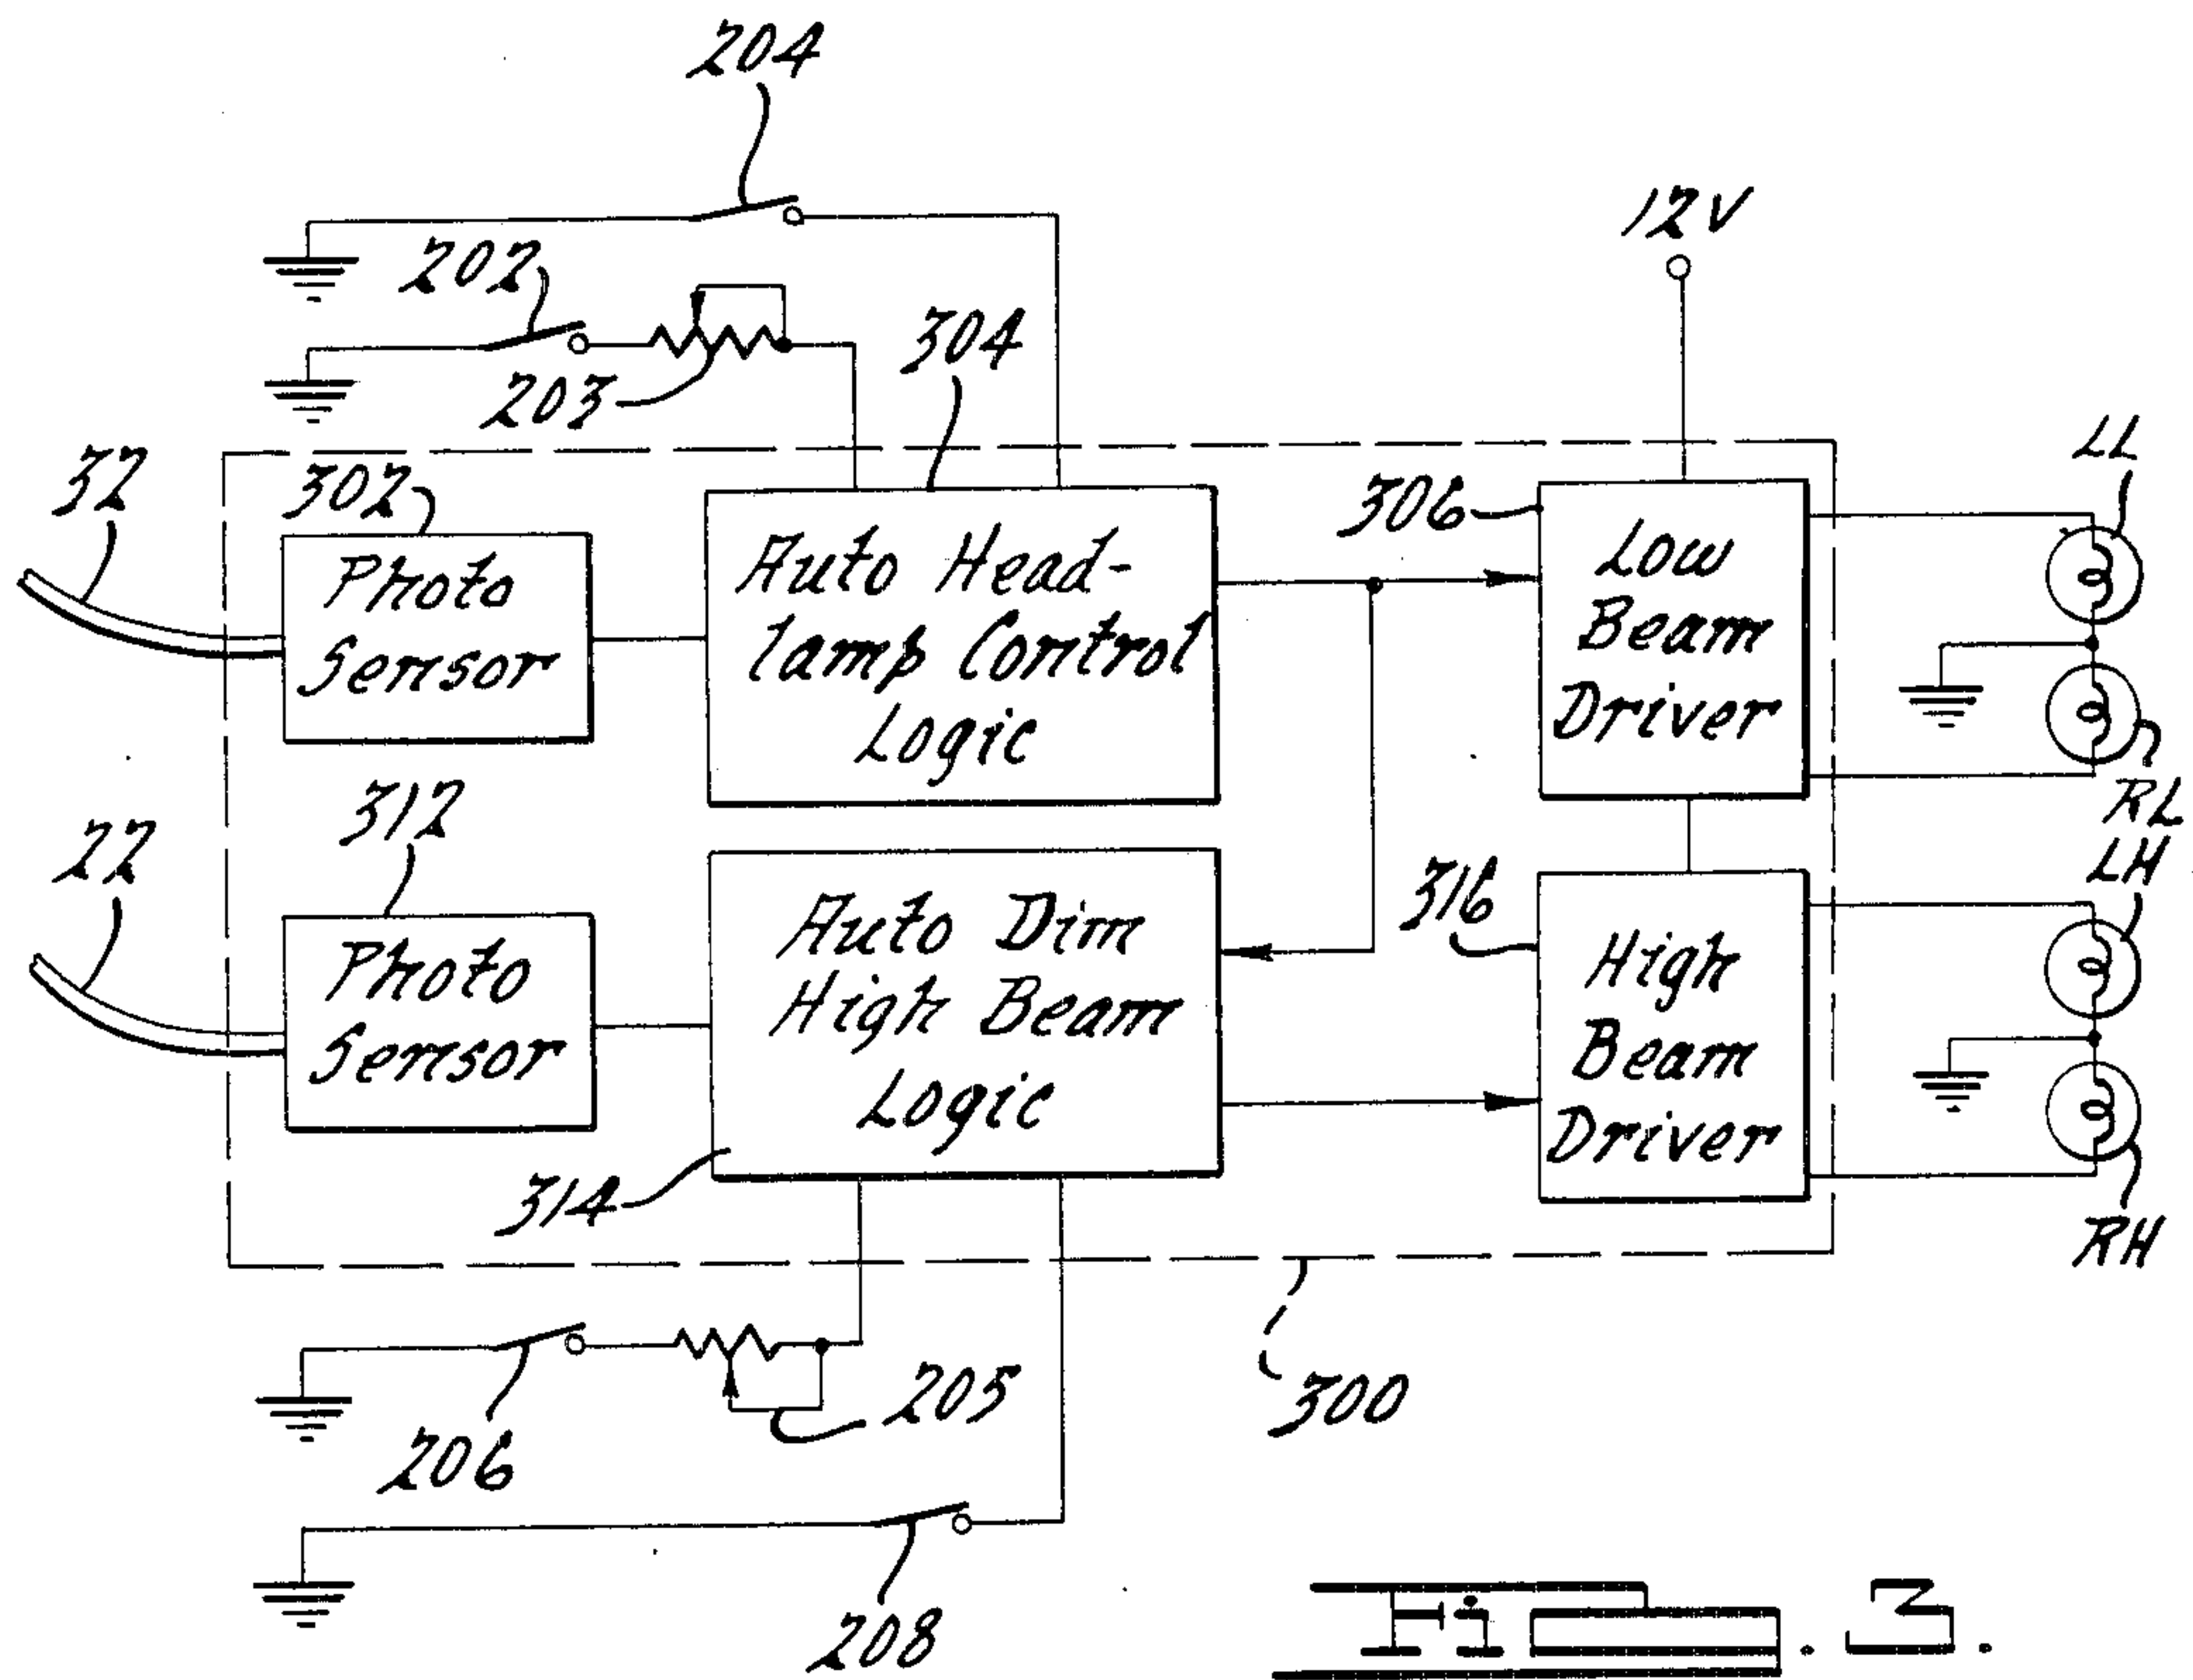 204
202
12V
203
304
32
302
306
LL
Photo
Sensor
Auto Head-
lamp Control
Logic
Low
Beam
Driver
RL
22
312
316
LH
Photo
Sensor
Auto Dim
High Beam
Logic
High
Beam
Driver
314
RH
206
205
300
208
Fig. 3.